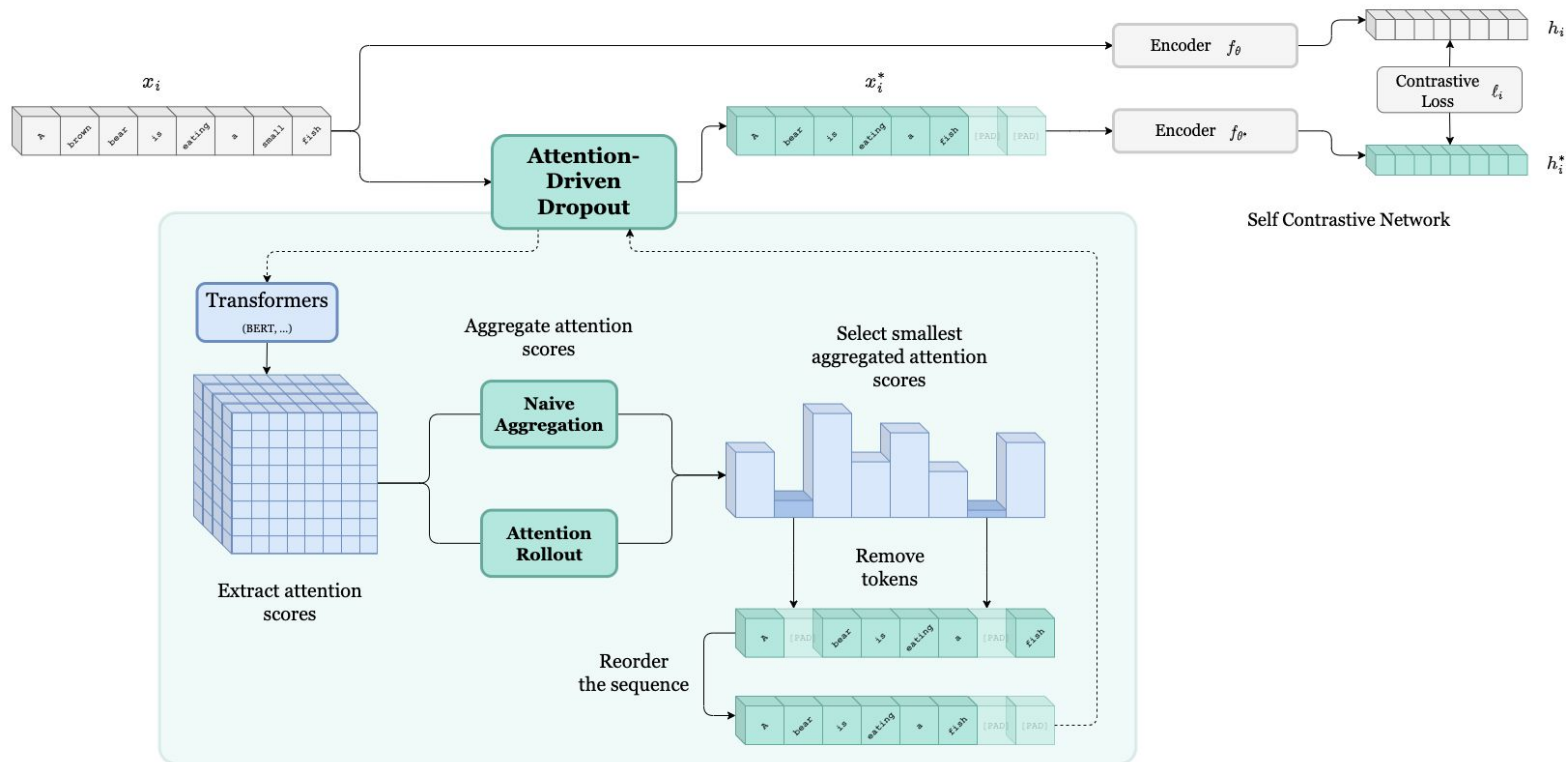 x_i
A brown bear is eating a small fish
Attention-
Driven
Dropout
x_i^*
A bear is eating a fish [PAD] [PAD]
Encoder f_θ
Encoder f_θ*
h_i
Contrastive
Loss ℓ_i
h_i^*
Self Contrastive Network
Transformers
(BERT, ...)
Extract attention
scores
Aggregate attention
scores
Naive
Aggregation
Attention
Rollout
Select smallest
aggregated attention
scores
Remove
tokens
A [PAD] bear is eating a [PAD] fish
Reorder
the sequence
A bear is eating a fish [PAD] [PAD]